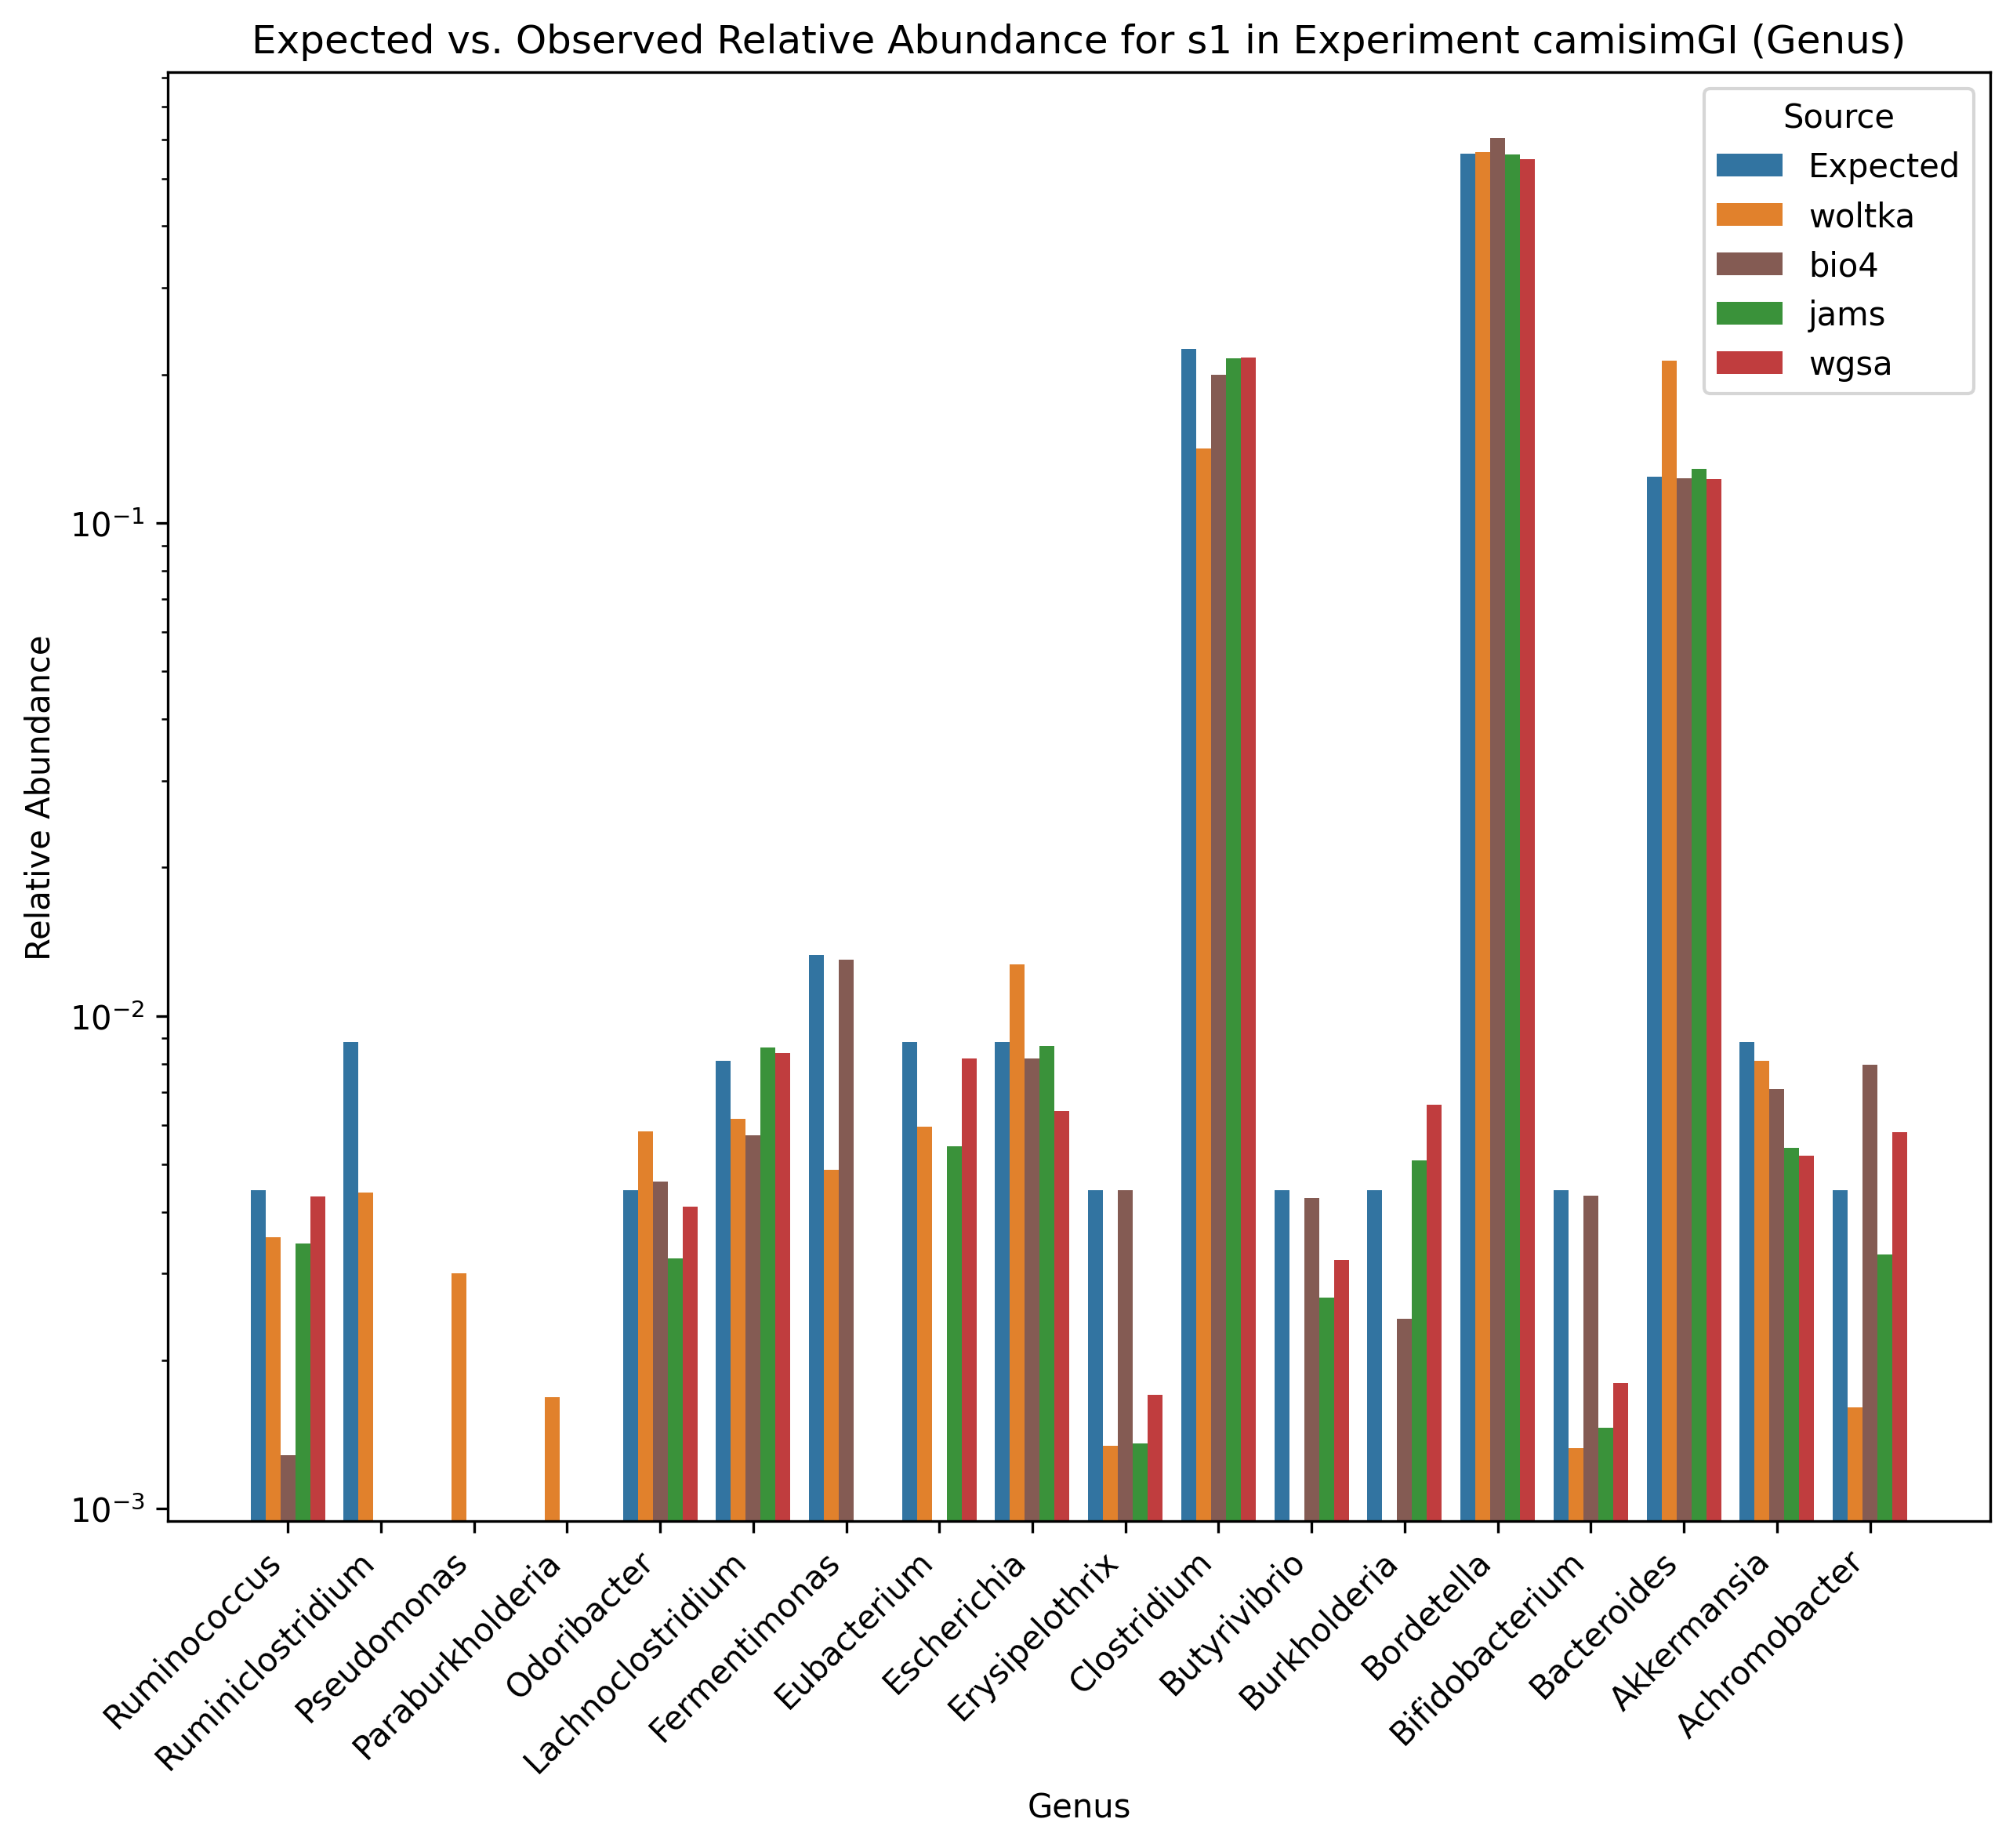 Expected vs. Observed Relative Abundance for s1 in Experiment camisimGI (Genus)
Source
Expected
woltka
bio4
jams
wgsa
Relative Abundance
10⁻¹
10⁻²
10⁻³
Ruminococcus
Ruminiclostridium
Pseudomonas
Paraburkholderia
Odoribacter
Lachnoclostridium
Fermentimonas
Eubacterium
Escherichia
Erysipelothrix
Clostridium
Butyrivibrio
Burkholderia
Bordetella
Bifidobacterium
Bacteroides
Akkermansia
Achromobacter
Genus